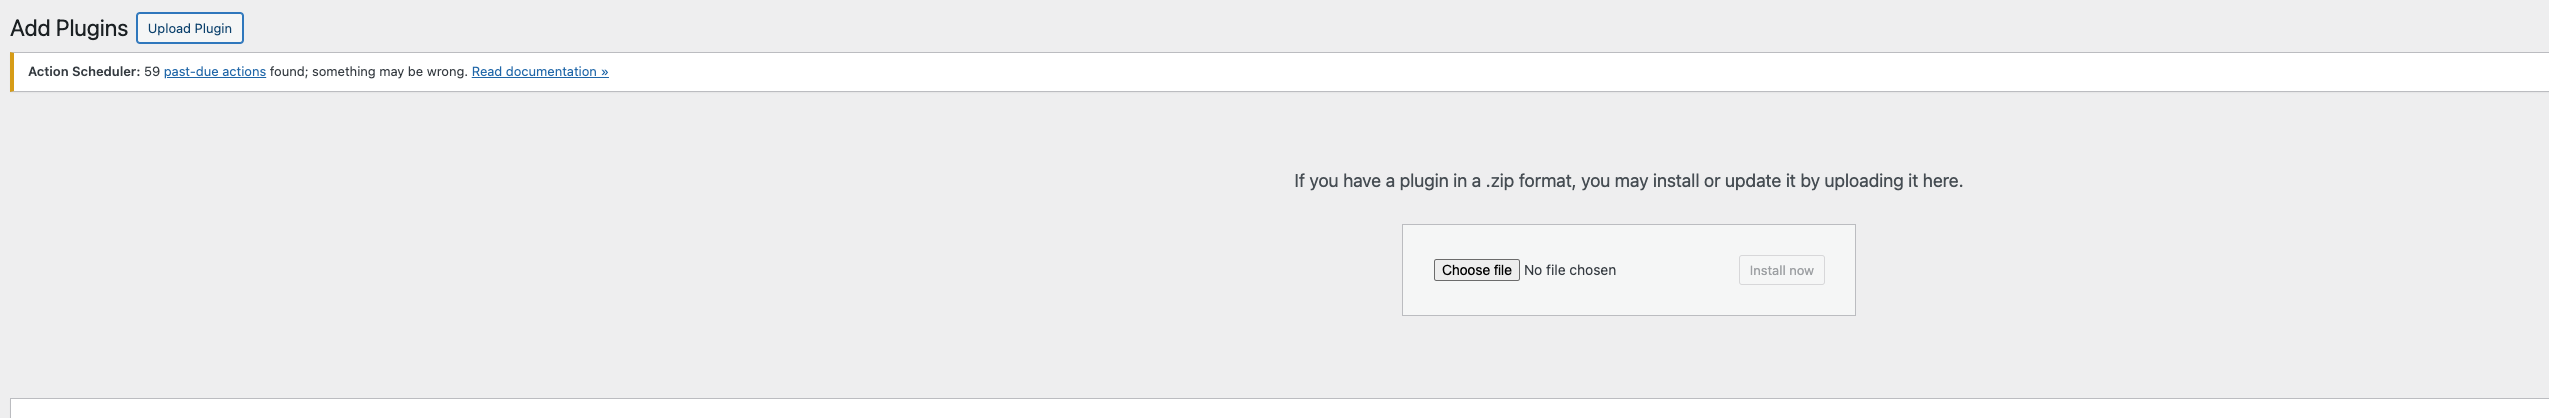 Add Plugins Upload Plugin
Action Scheduler: 59 past-due actions found; something may be wrong. Read documentation »
If you have a plugin in a .zip format, you may install or update it by uploading it here.
Choose file No file chosen Install now